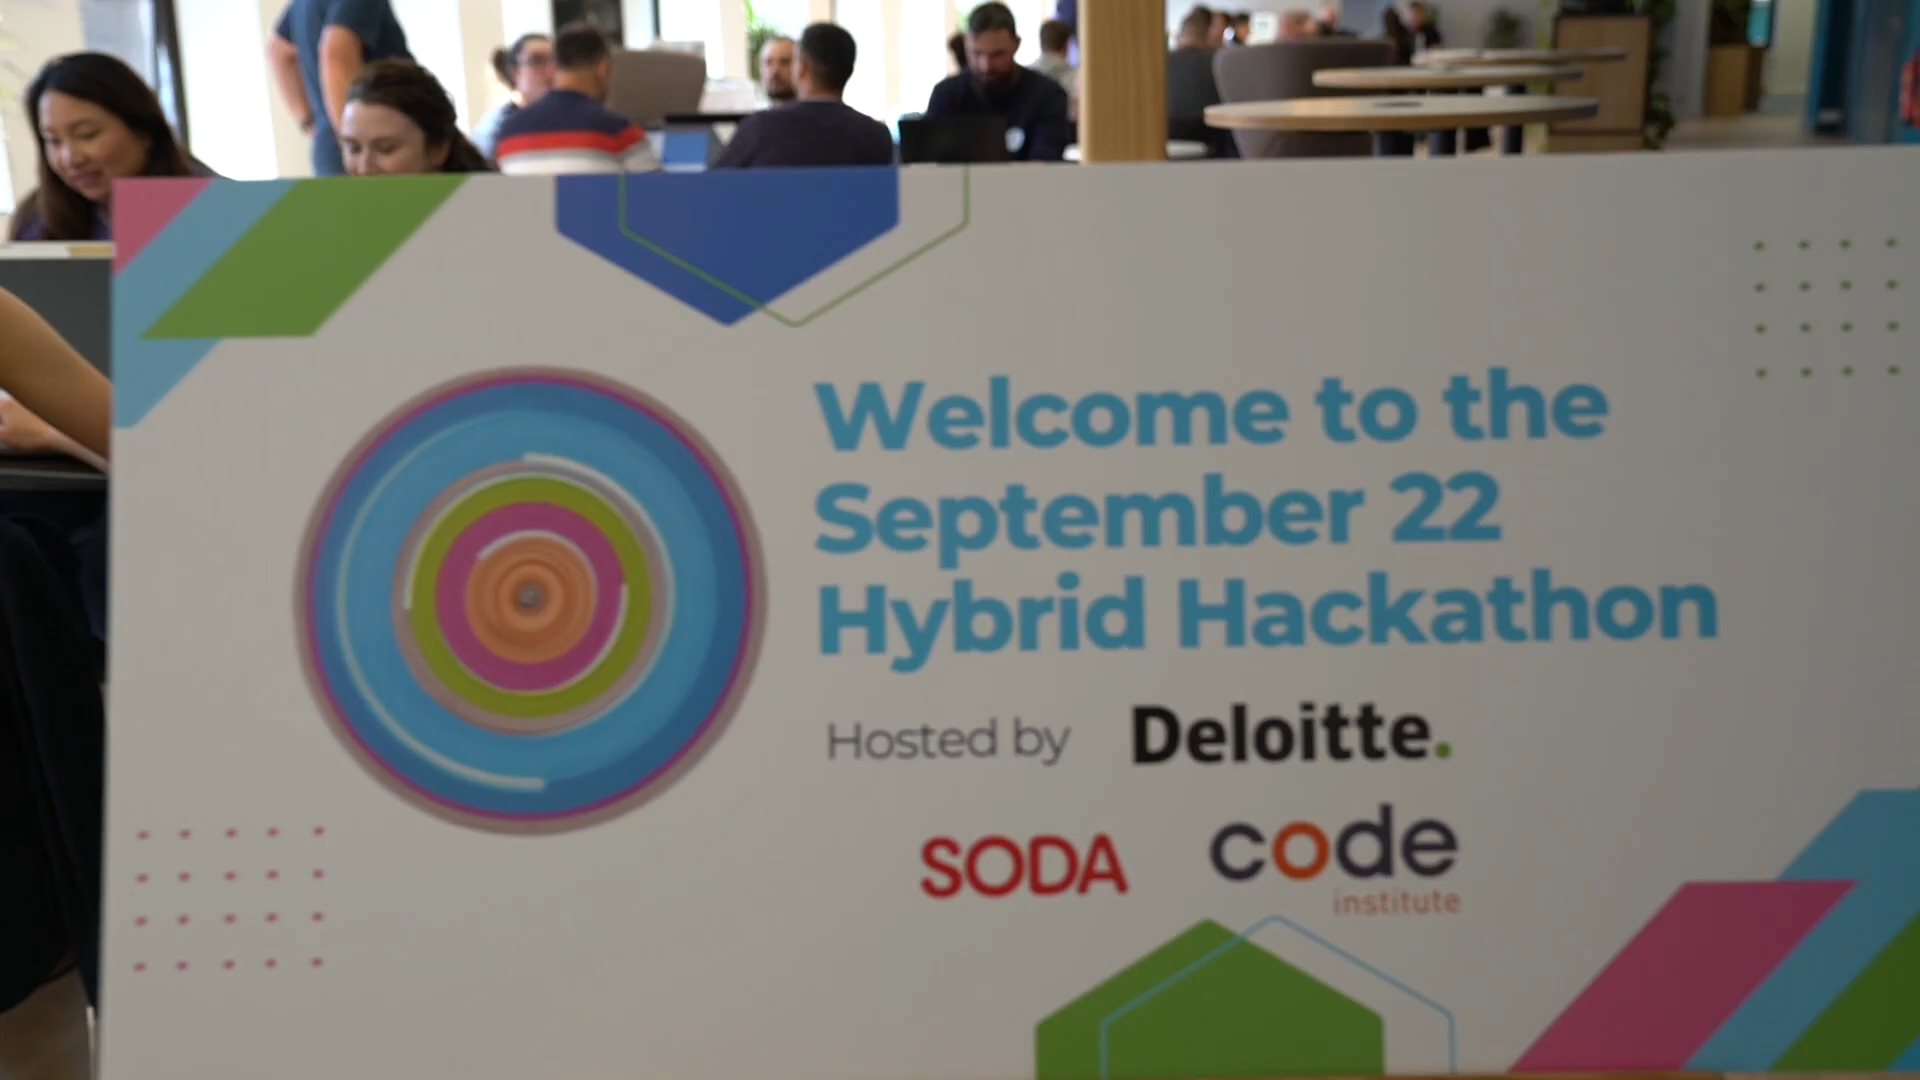 Welcome to the
September 22
Hybrid Hackathon
Hosted by Deloitte.
SODA code
institute